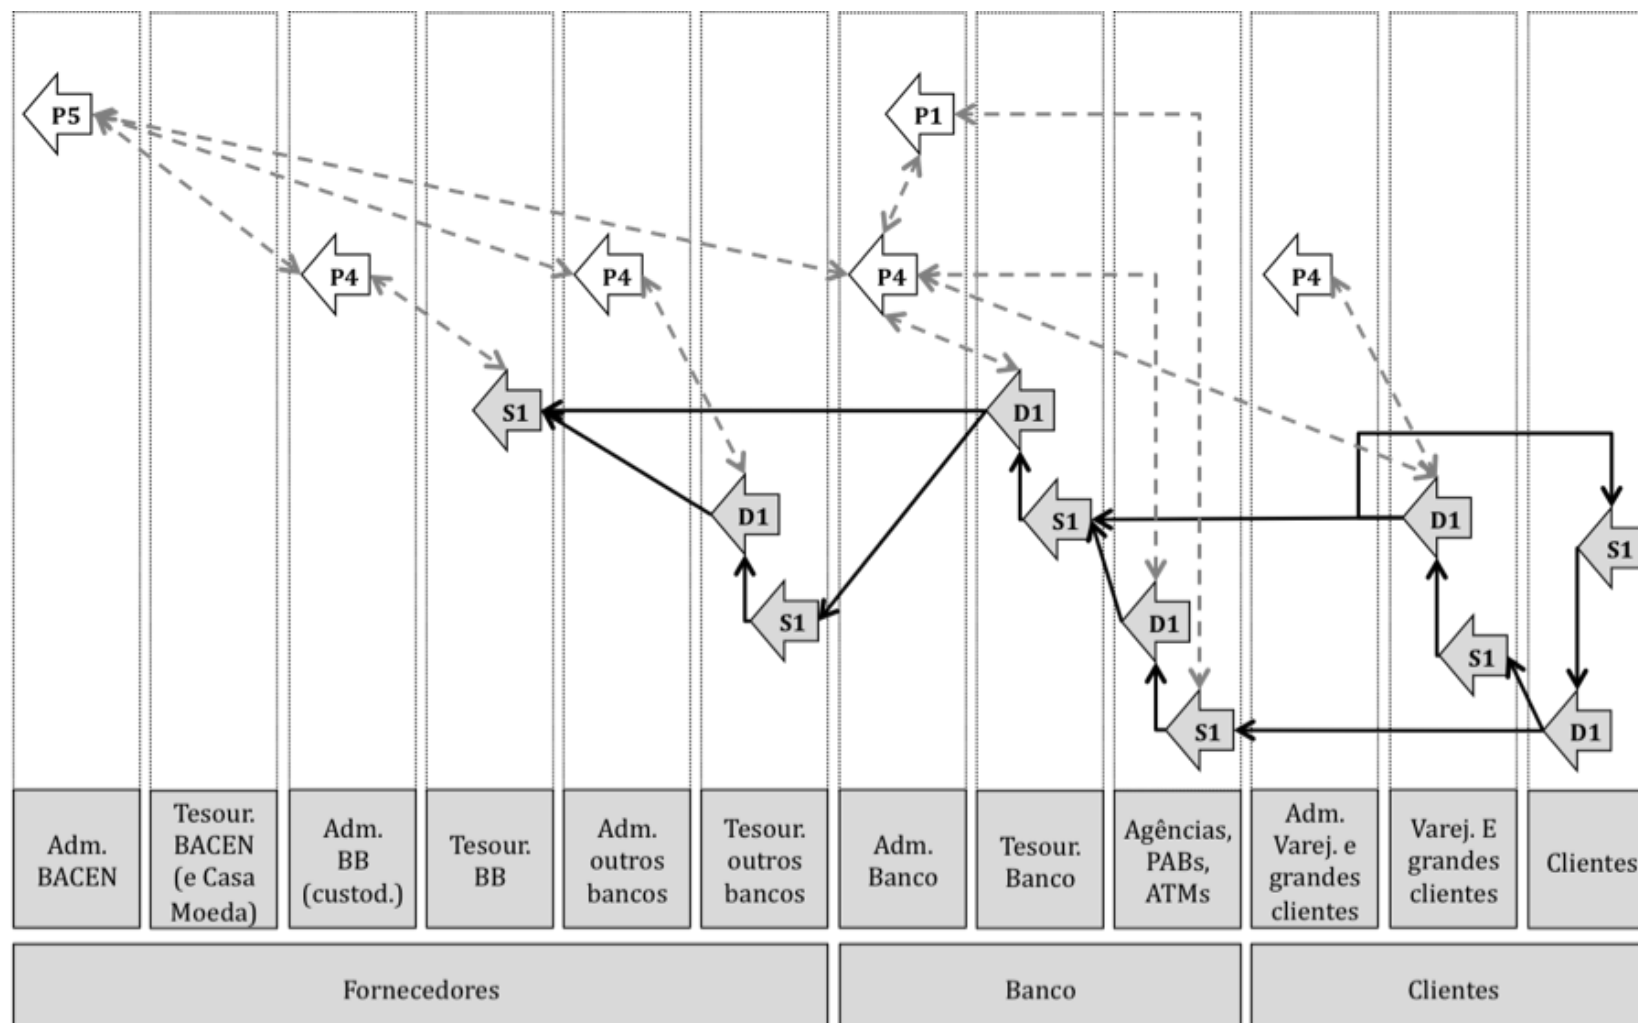 P5
P1
P4
P4
P4
P4
S1
D1
D1
S1
D1
S1
S1
D1
S1
S1
D1
Adm.
BACEN
Tesour.
BACEN
(e Casa
Moeda)
Adm.
BB
(custod.)
Tesour.
BB
Adm.
outros
bancos
Tesour.
outros
bancos
Adm.
Banco
Tesour.
Banco
Agências,
PABs,
ATMs
Adm.
Varej. e
grandes
clientes
Varej. E
grandes
clientes
Clientes
Fornecedores
Banco
Clientes